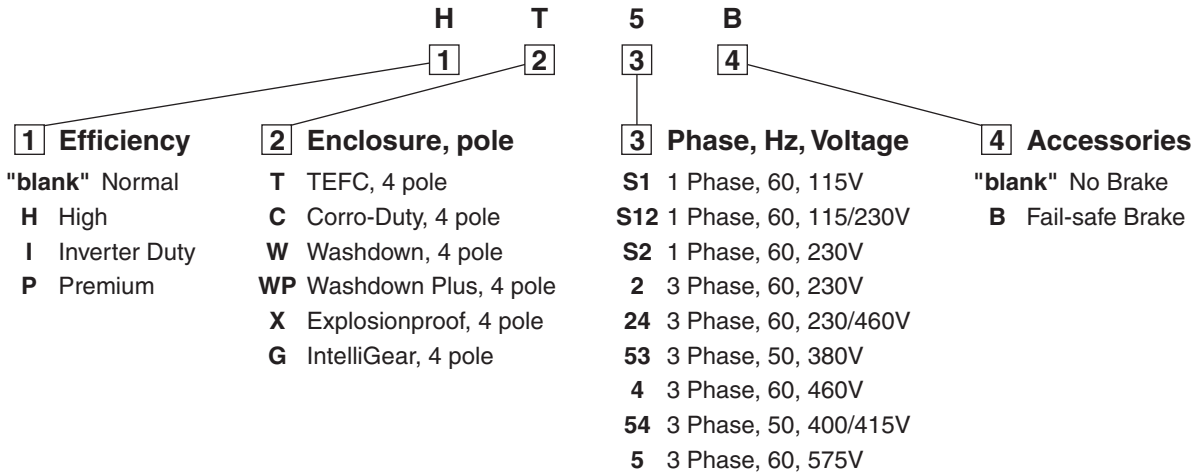 H T 5 B
1 2 3 4
1 Efficiency
"blank" Normal
H High
I Inverter Duty
P Premium
2 Enclosure, pole
T TEFC, 4 pole
C Corro-Duty, 4 pole
W Washdown, 4 pole
WP Washdown Plus, 4 pole
X Explosionproof, 4 pole
G IntelliGear, 4 pole
3 Phase, Hz, Voltage
S1 1 Phase, 60, 115V
S12 1 Phase, 60, 115/230V
S2 1 Phase, 60, 230V
2 3 Phase, 60, 230V
24 3 Phase, 60, 230/460V
53 3 Phase, 50, 380V
4 3 Phase, 60, 460V
54 3 Phase, 50, 400/415V
5 3 Phase, 60, 575V
4 Accessories
"blank" No Brake
B Fail-safe Brake